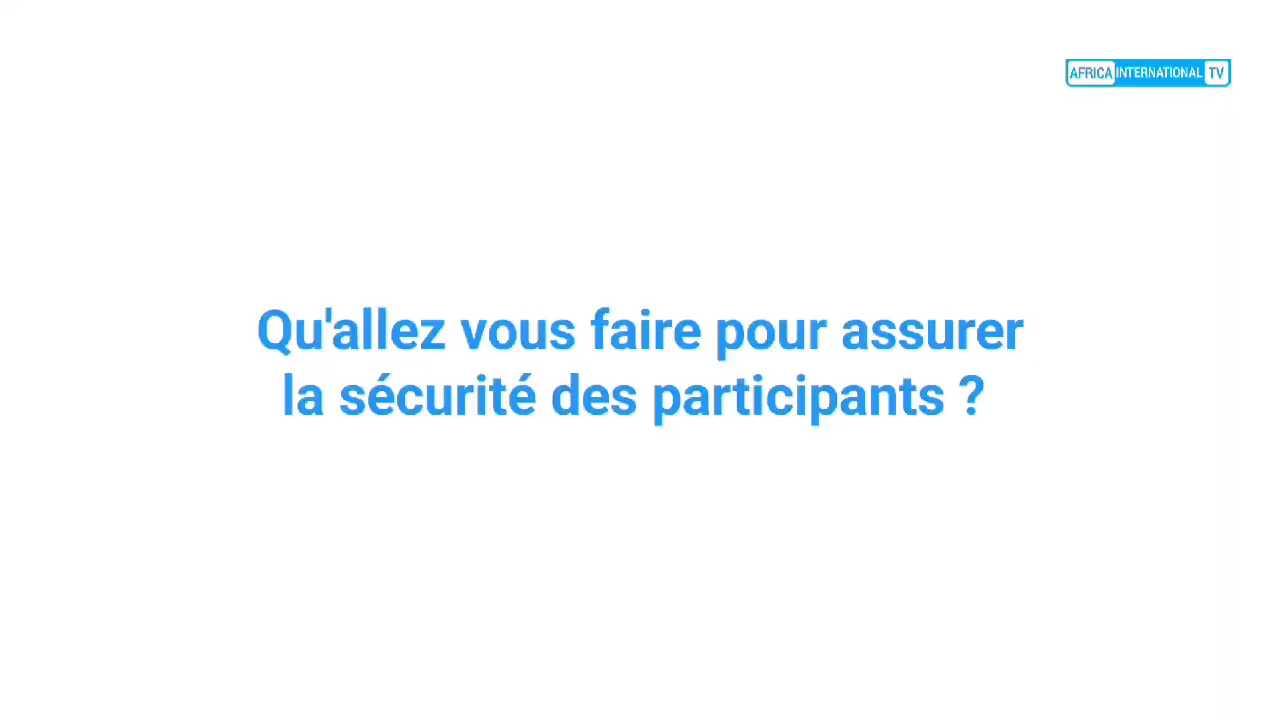 AFRICA INTERNATIONAL TV
Qu'allez vous faire pour assurer
la sécurité des participants ?